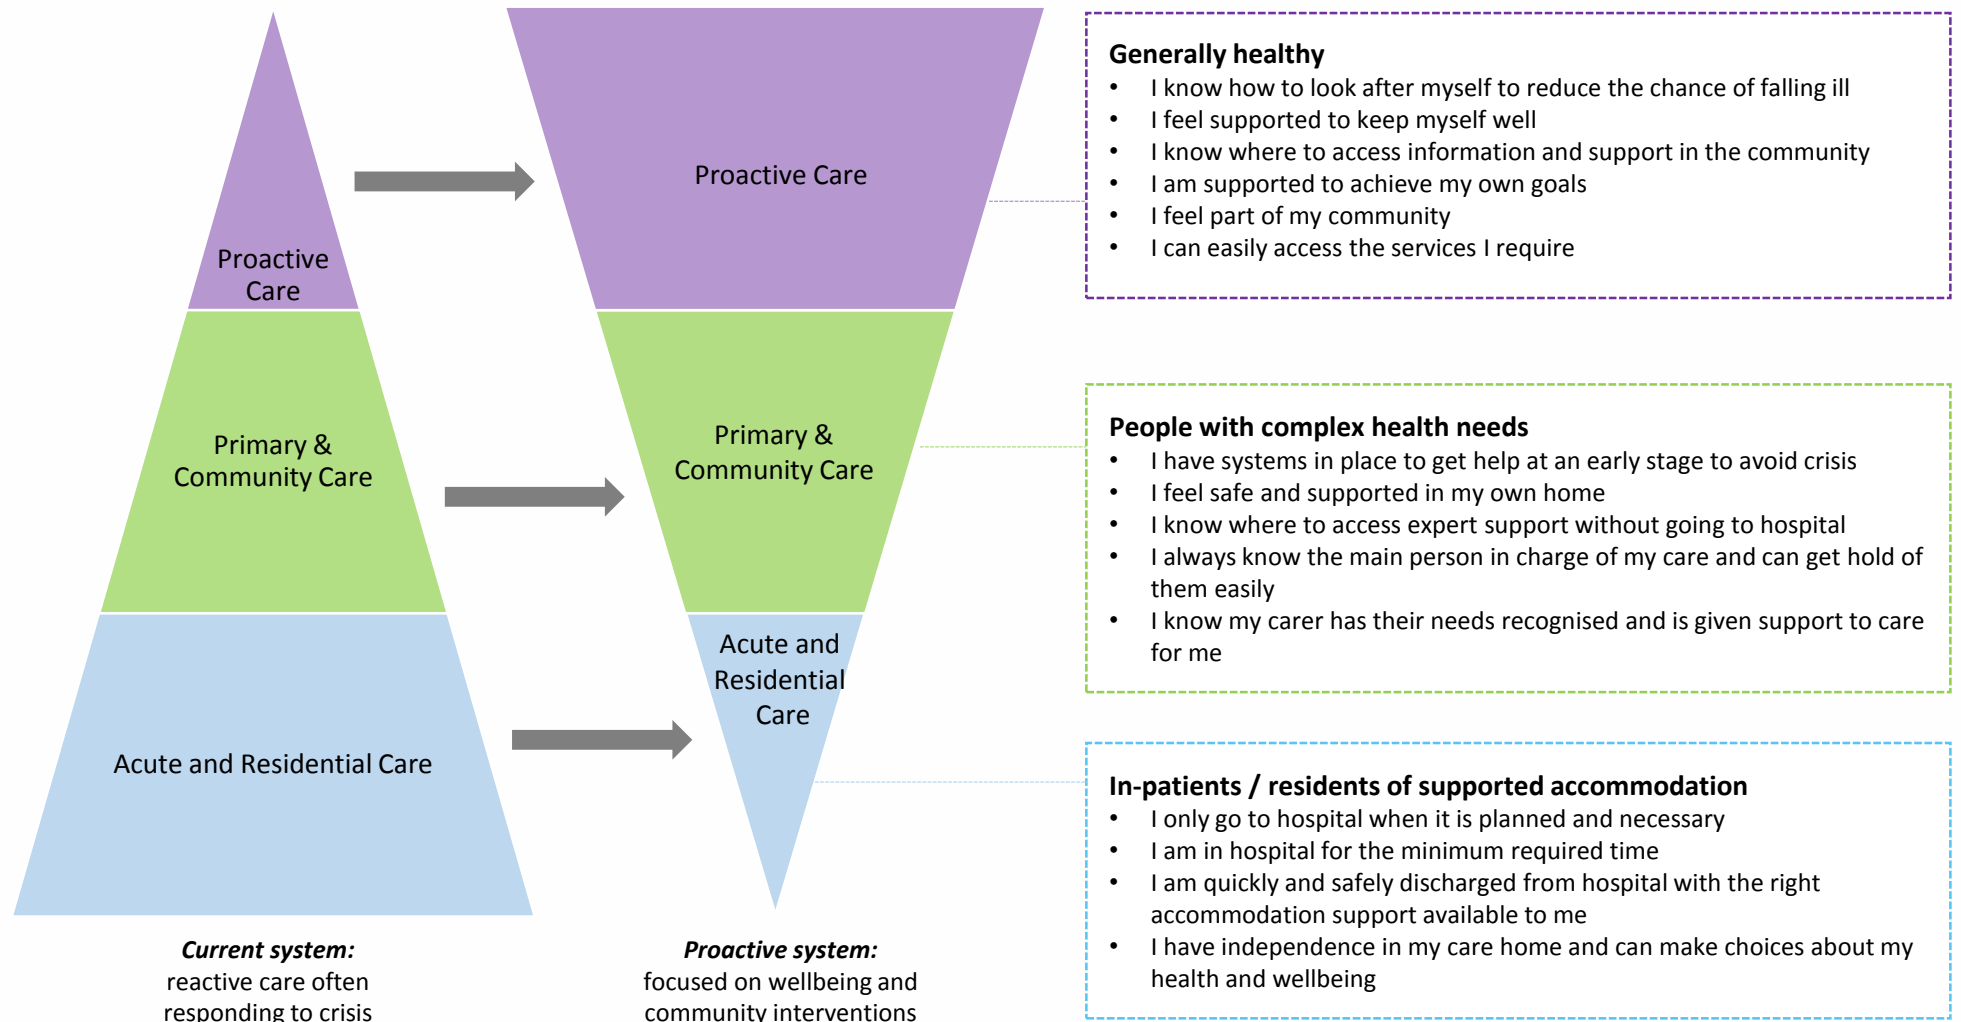 Proactive
Care
Primary &
Community Care
Acute and Residential Care
Current system:
reactive care often
responding to crisis
Proactive Care
Primary &
Community Care
Acute and
Residential
Care
Proactive system:
focused on wellbeing and
community interventions
Generally healthy
• I know how to look after myself to reduce the chance of falling ill
• I feel supported to keep myself well
• I know where to access information and support in the community
• I am supported to achieve my own goals
• I feel part of my community
• I can easily access the services I require
People with complex health needs
• I have systems in place to get help at an early stage to avoid crisis
• I feel safe and supported in my own home
• I know where to access expert support without going to hospital
• I always know the main person in charge of my care and can get hold of
them easily
• I know my carer has their needs recognised and is given support to care
for me
In-patients / residents of supported accommodation
• I only go to hospital when it is planned and necessary
• I am in hospital for the minimum required time
• I am quickly and safely discharged from hospital with the right
accommodation support available to me
• I have independence in my care home and can make choices about my
health and wellbeing